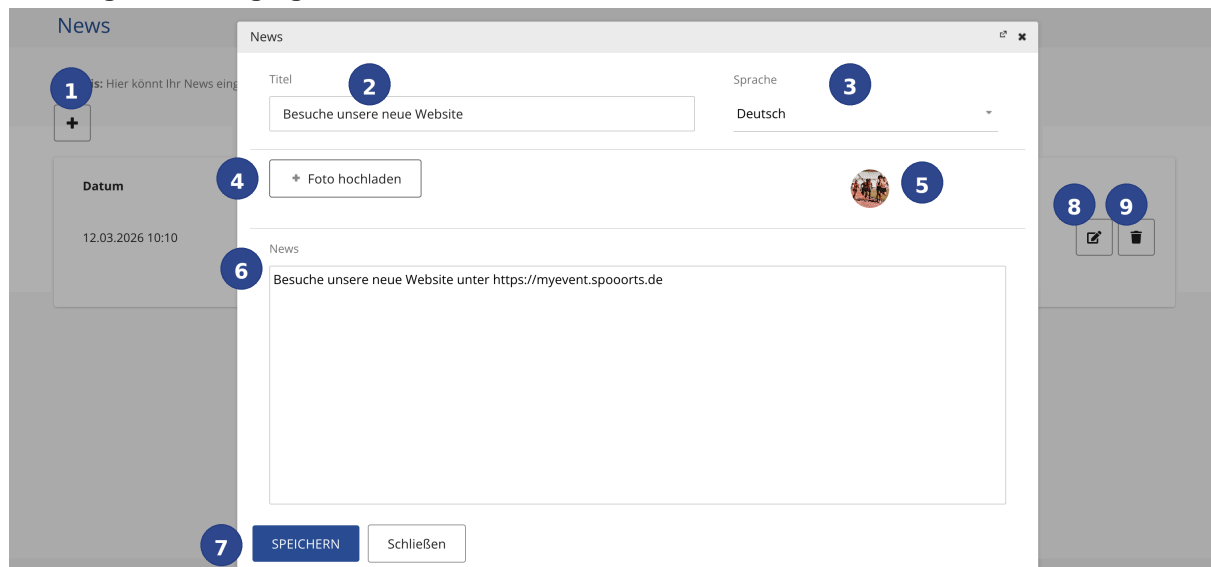 News
News
is: Hier könnt Ihr News eing
1
+
Titel
2
Sprache
3
Besuche unsere neue Website
Deutsch
Datum
4
+ Foto hochladen
5
8
9
12.03.2026 10:10
News
6
Besuche unsere neue Website unter https://myevent.spooorts.de
7
SPEICHERN
Schließen